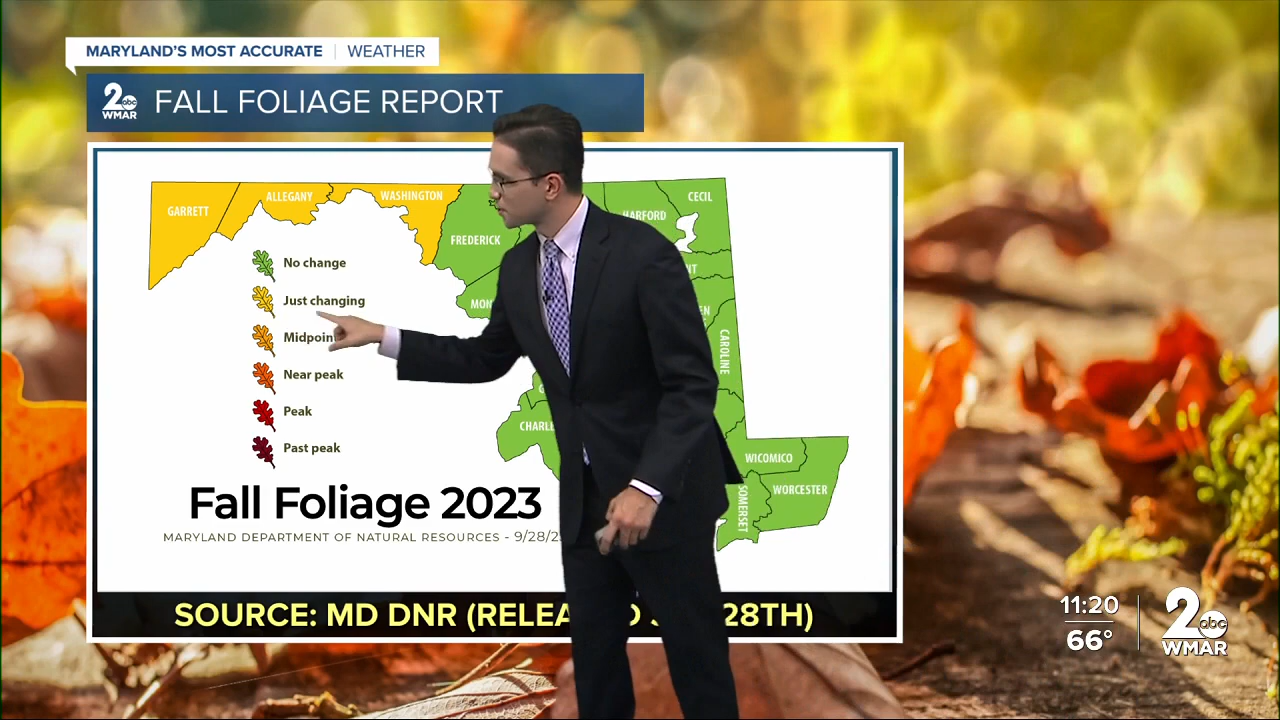 MARYLAND'S MOST ACCURATE | WEATHER
2 abc
WMAR
FALL FOLIAGE REPORT
GARRETT
ALLEGANY
WASHINGTON
FREDERICK
HARFORD
CECIL
CAROLINE
WICOMICO
WORCESTER
SOMERSET
No change
Just changing
Midpoint
Near peak
Peak
Past peak
Fall Foliage 2023
MARYLAND DEPARTMENT OF NATURAL RESOURCES - 9/28/2
SOURCE: MD DNR 28TH)
11:20
66°
2 abc
WMAR